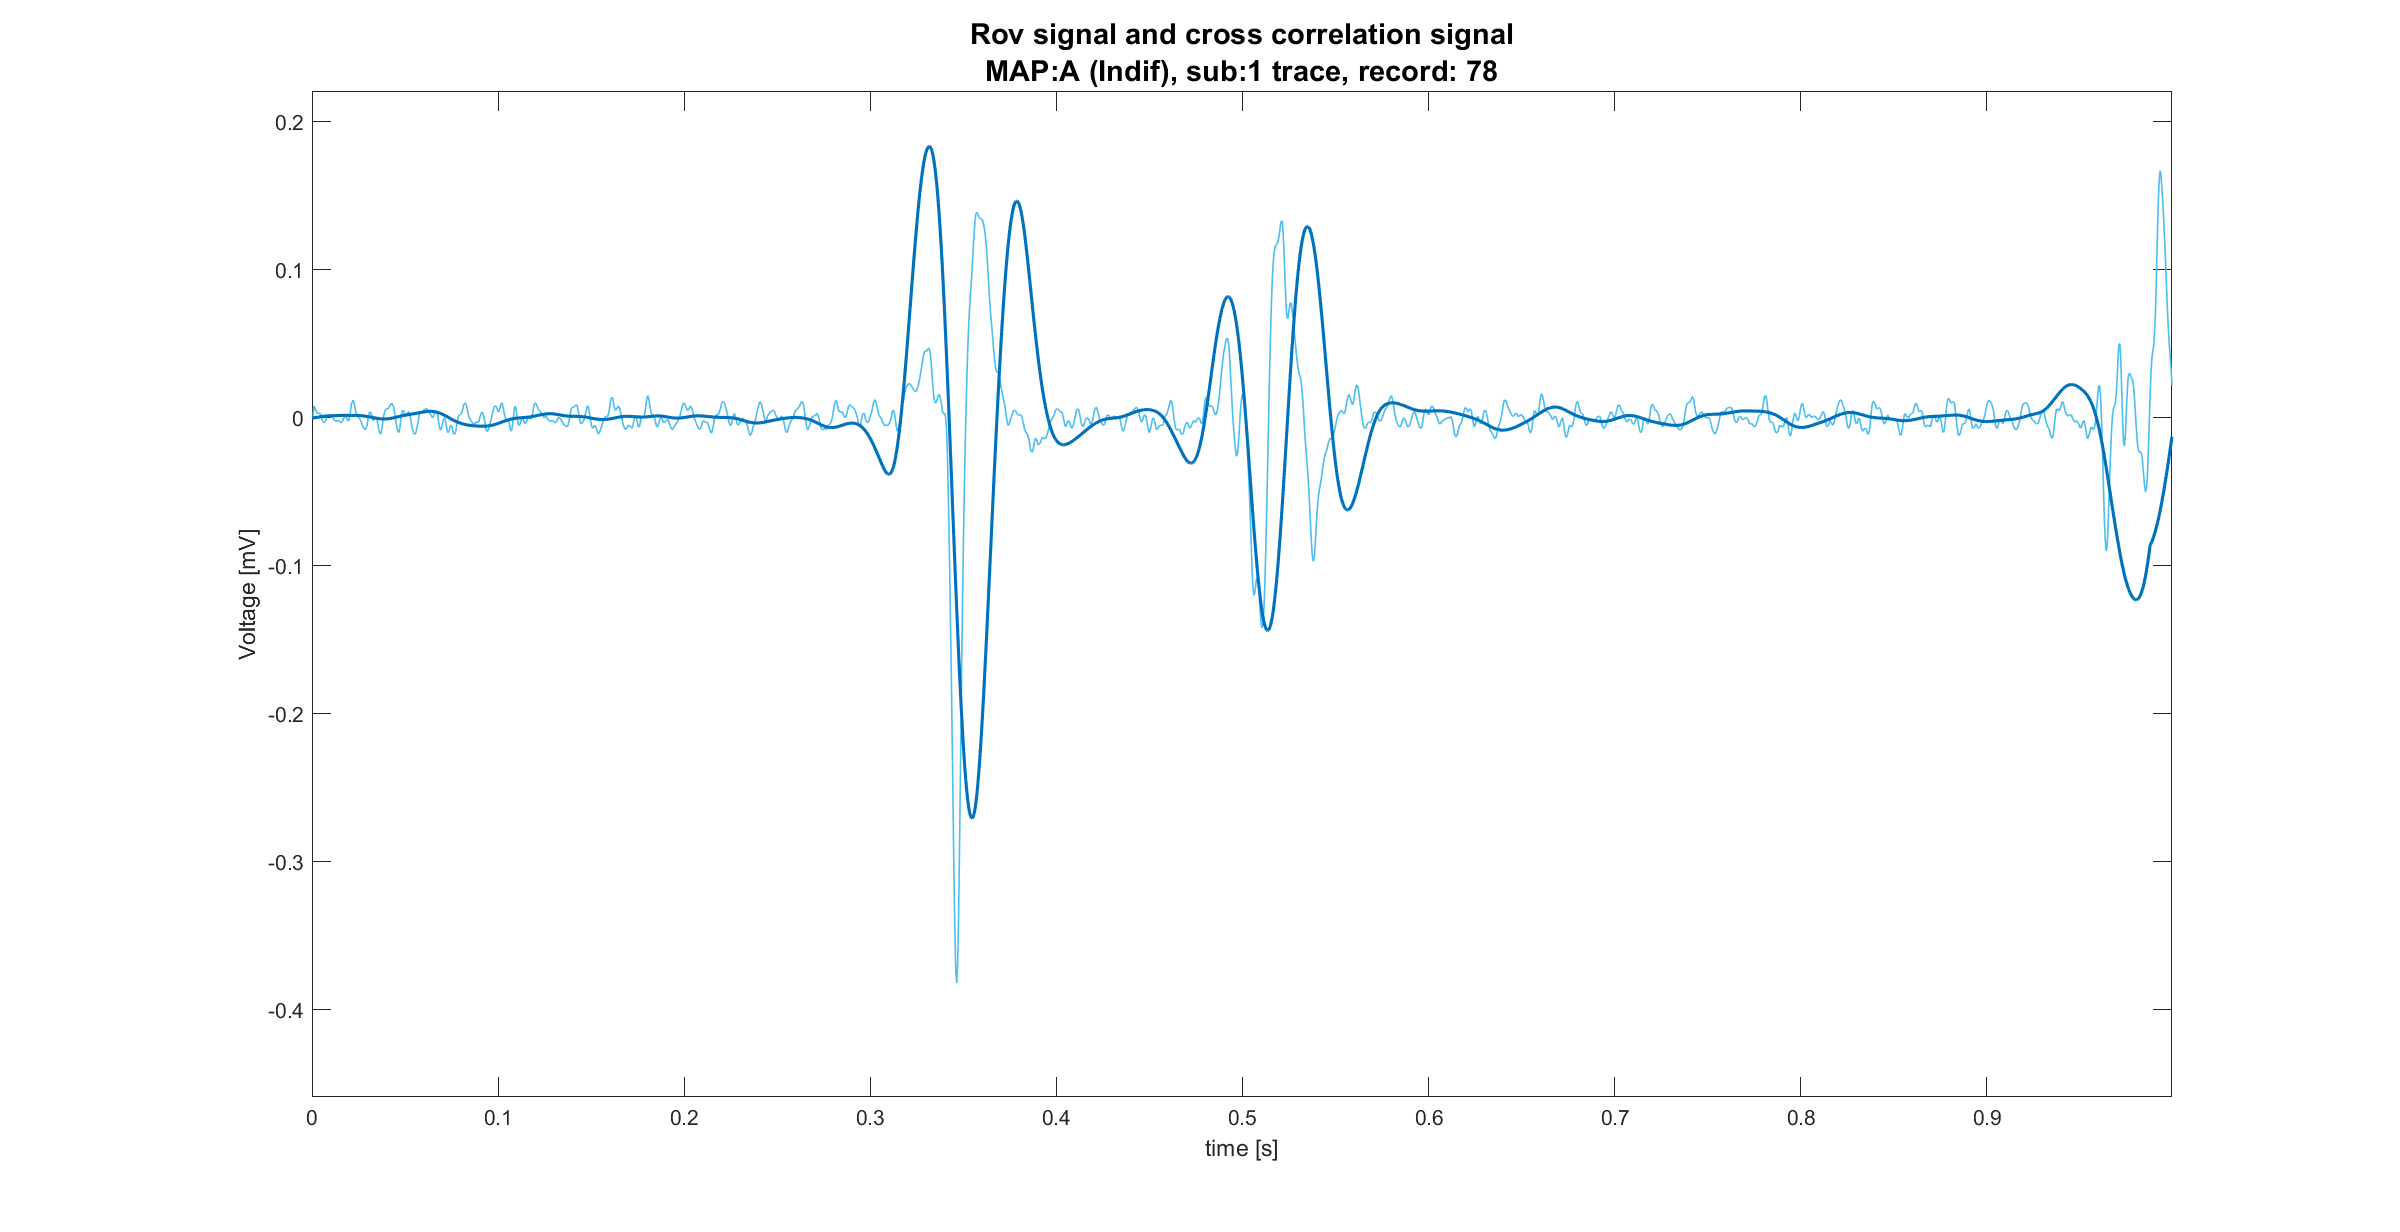 Rov signal and cross correlation signal
MAP:A (Indif), sub:1 trace, record: 78
0.2
0.1
0
-0.1
-0.2
-0.3
-0.4
Voltage [mV]
0 0.1 0.2 0.3 0.4 0.5 0.6 0.7 0.8 0.9
time [s]